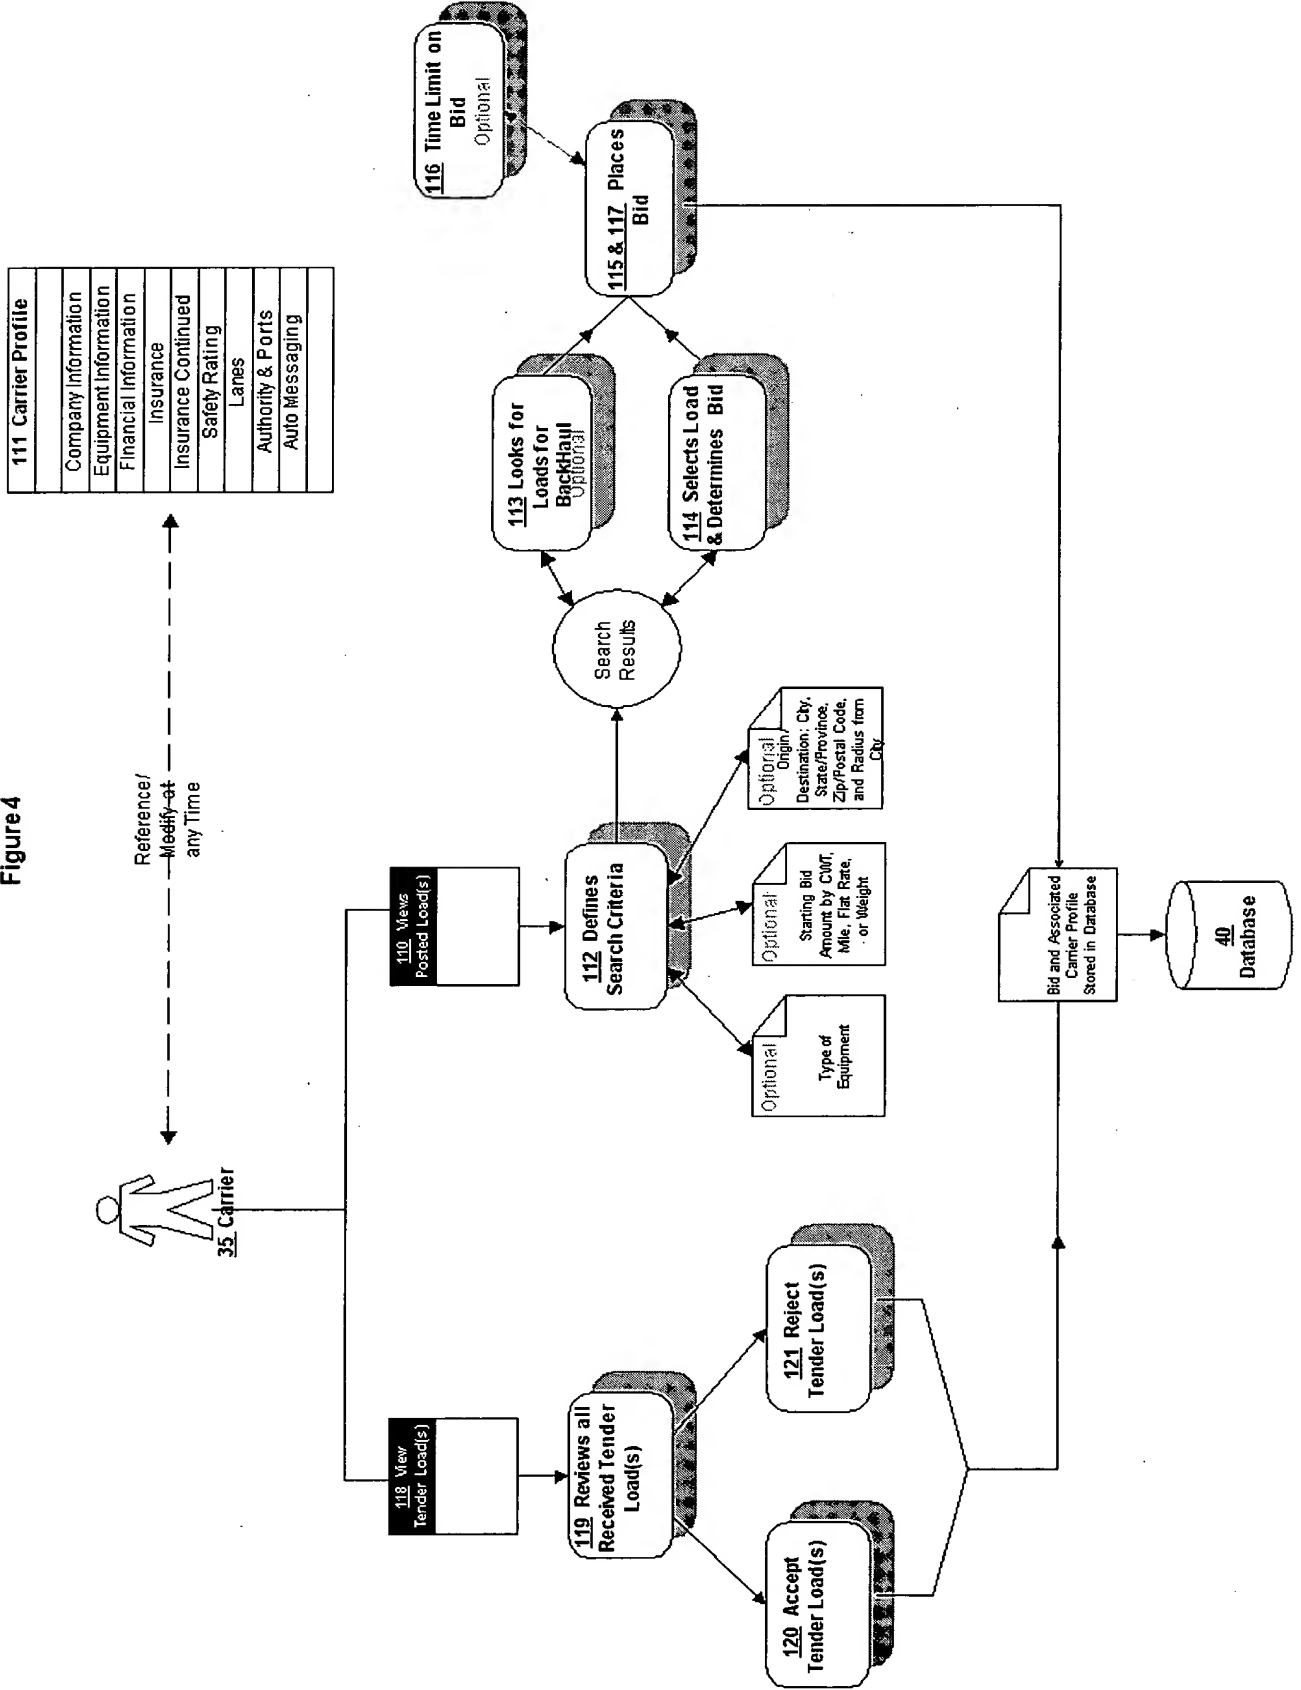 Figure 4
111 Carrier Profile
Company Information
Equipment Information
Financial Information
Insurance
Insurance Continued
Safety Rating
Lanes
Authority & Ports
Auto Messaging
Reference/
Modify at
any Time
35 Carrier
118 View
Tender Load(s)
110 Views
Posted Load(s)
119 Reviews all
Received Tender
Load(s)
120 Accept
Tender Load(s)
121 Reject
Tender Load(s)
112 Defines
Search Criteria
Optional
Type of
Equipment
Optional
Starting Bid
Amount by CWT,
Mile, Flat Rate,
or Weight
Optional
Origin/
Destination: City,
State/Province,
Zip/Postal Code,
and Radius from
City
Search
Results
113 Looks for
Loads for
BackHaul
Optional
114 Selects Load
& Determines Bid
116 Time Limit on
Bid
Optional
115 & 117 Places
Bid
Bid and Associated
Carrier Profile
Stored in Database
40
Database